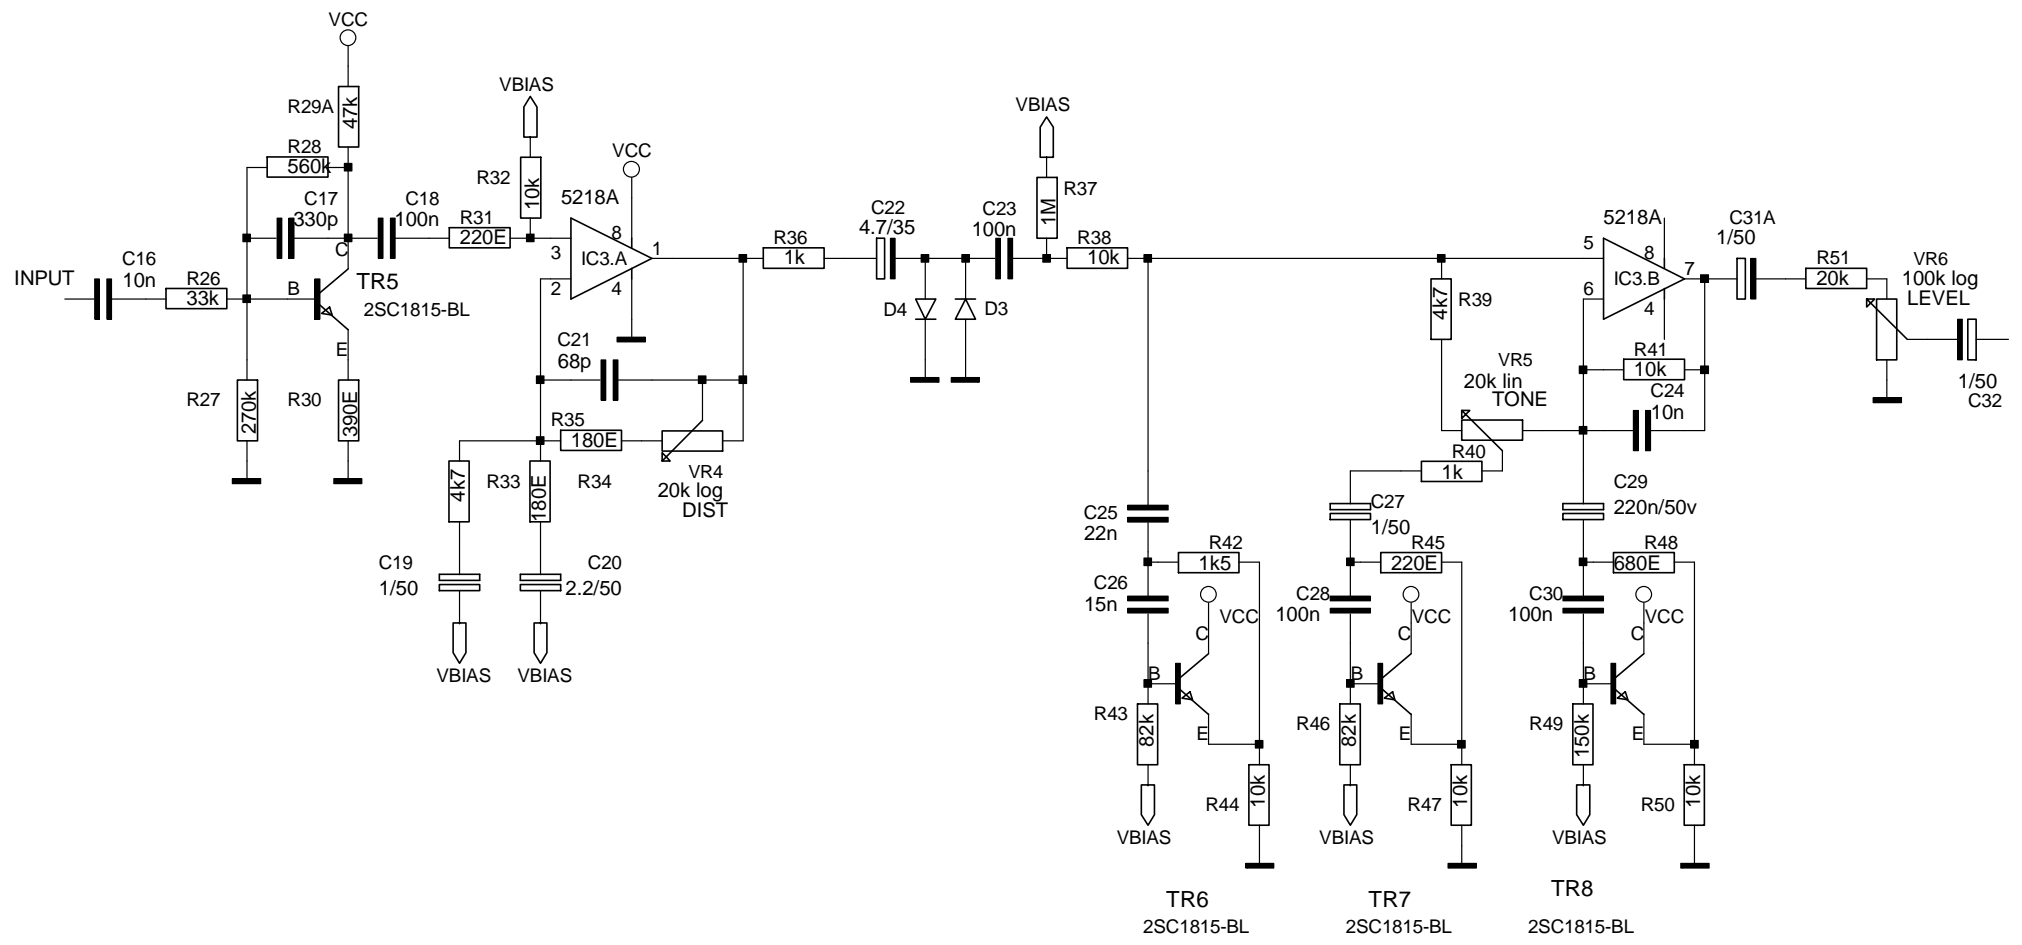 VCC
R29A
47k
R28
560k
C17
330p
C18
100n
R31
220E
VBIAS
R32
10k
5218A
VCC
8
3
IC3.A
1
2
4
INPUT
C16
10n
R26
33k
B
C
TR5
2SC1815-BL
E
R27
270k
R30
390E
C21
68p
R35
180E
VR4
20k log
DIST
4k7
R33
180E
R34
C19
1/50
C20
2.2/50
VBIAS
VBIAS
R36
1k
C22
4.7/35
D4
D3
C23
100n
VBIAS
R37
1M
R38
10k
5218A
5
8
IC3.B
7
6
4
C31A
1/50
R51
20k
VR6
100k log
LEVEL
1/50
C32
4k7
R39
VR5
20k lin
TONE
R41
10k
C24
10n
R40
1k
C25
22n
R42
1k5
C26
15n
VCC
C
B
E
R43
82k
R44
10k
VBIAS
TR6
2SC1815-BL
C27
1/50
R45
220E
C28
100n
VCC
C
B
E
R46
82k
R47
10k
VBIAS
TR7
2SC1815-BL
C29
220n/50v
R48
680E
C30
100n
VCC
C
B
E
R49
150k
R50
10k
VBIAS
TR8
2SC1815-BL